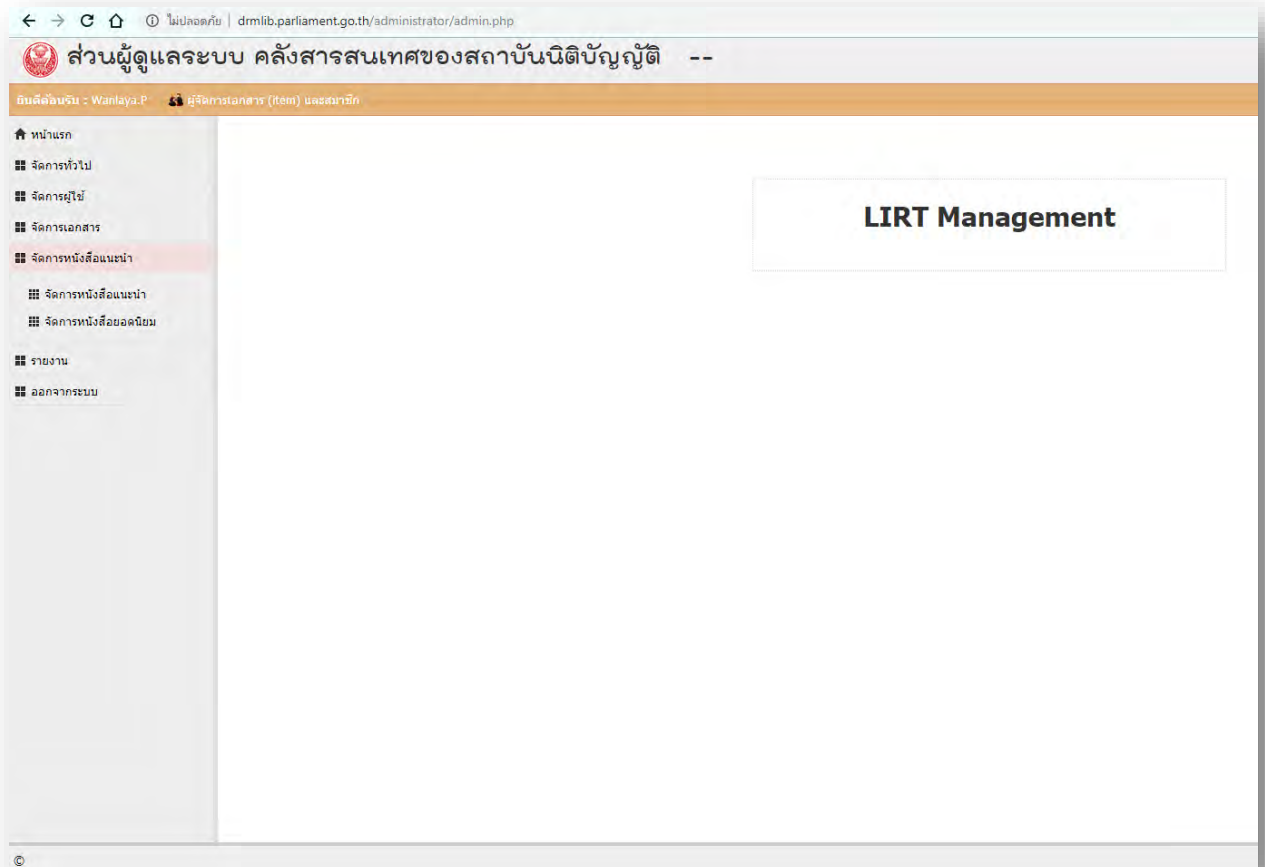 ไม่ปลอดภัย | drmlib.parliament.go.th/administrator/admin.php
ส่วนผู้ดูแลระบบ คลังสารสนเทศของสถาบันนิติบัญญัติ --
ยินดีต้อนรับ : Wanlaya.P ผู้จัดการเอกสาร (item) และสมาชิก
หน้าแรก
จัดการทั่วไป
จัดการผู้ใช้
จัดการเอกสาร
จัดการหนังสือแนะนำ
จัดการหนังสือแนะนำ
จัดการหนังสือยอดนิยม
รายงาน
ออกจากระบบ
LIRT Management
©